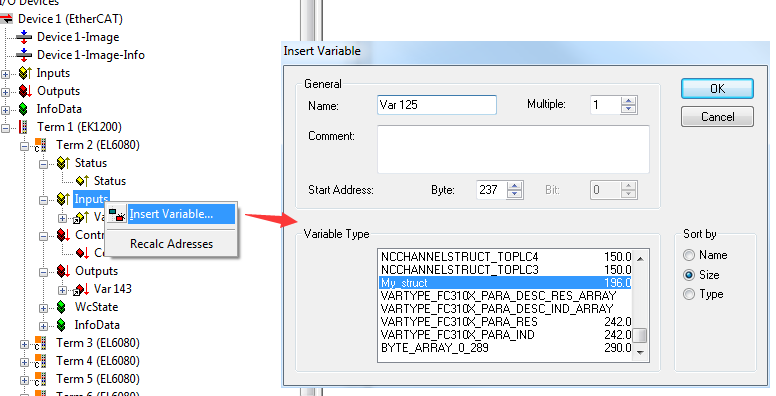 I/O Devices
Device 1 (EtherCAT)
Device 1-Image
Device 1-Image-Info
Inputs
Outputs
InfoData
Term 1 (EK1200)
Term 2 (EL6080)
Status
Status
Inputs
Va
Contr
Co
Outputs
Var 143
WcState
InfoData
Term 3 (EL6080)
Term 4 (EL6080)
Term 5 (EL6080)
Term 6 (EL6080)
Insert Variable...
Recalc Adresses
Insert Variable
General
Name: Var 125 Multiple: 1
Comment:
Start Address: Byte: 237 Bit: 0
OK
Cancel
Variable Type
NCCHANNELSTRUCT_TOPLC4 150.0
NCCHANNELSTRUCT_TOPLC3 150.0
My_struct 196.0
VARTYPE_FC310X_PARA_DESC_RES_ARRAY
VARTYPE_FC310X_PARA_DESC_IND_ARRAY
VARTYPE_FC310X_PARA_RES 242.0
VARTYPE_FC310X_PARA_IND 242.0
BYTE_ARRAY_0_289 290.0
Sort by
Name
Size
Type